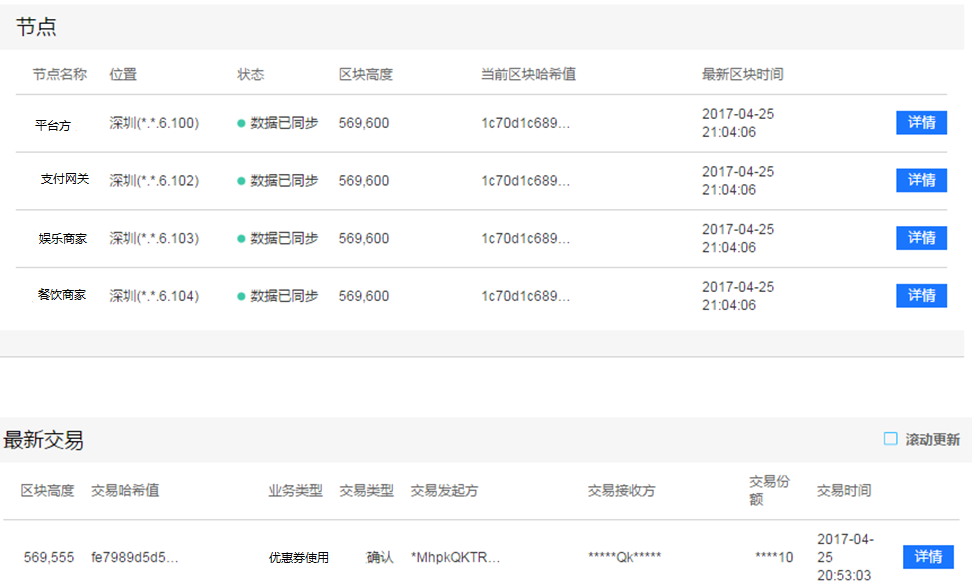 节点
节点名称 位置 状态 区块高度 当前区块哈希值 最新区块时间
平台方 深圳(*.*.6.100) 数据已同步 569,600 1c70d1c689... 2017-04-25 21:04:06 详情
支付网关 深圳(*.*.6.102) 数据已同步 569,600 1c70d1c689... 2017-04-25 21:04:06 详情
娱乐商家 深圳(*.*.6.103) 数据已同步 569,600 1c70d1c689... 2017-04-25 21:04:06 详情
餐饮商家 深圳(*.*.6.104) 数据已同步 569,600 1c70d1c689... 2017-04-25 21:04:06 详情
最新交易 滚动更新
区块高度 交易哈希值 业务类型 交易类型 交易发起方 交易接收方 交易份额 交易时间
569,555 fe7989d5d5... 优惠券使用 确认 *MhpkQKTR... *****Qk***** ****10 2017-04-25 20:53:03 详情